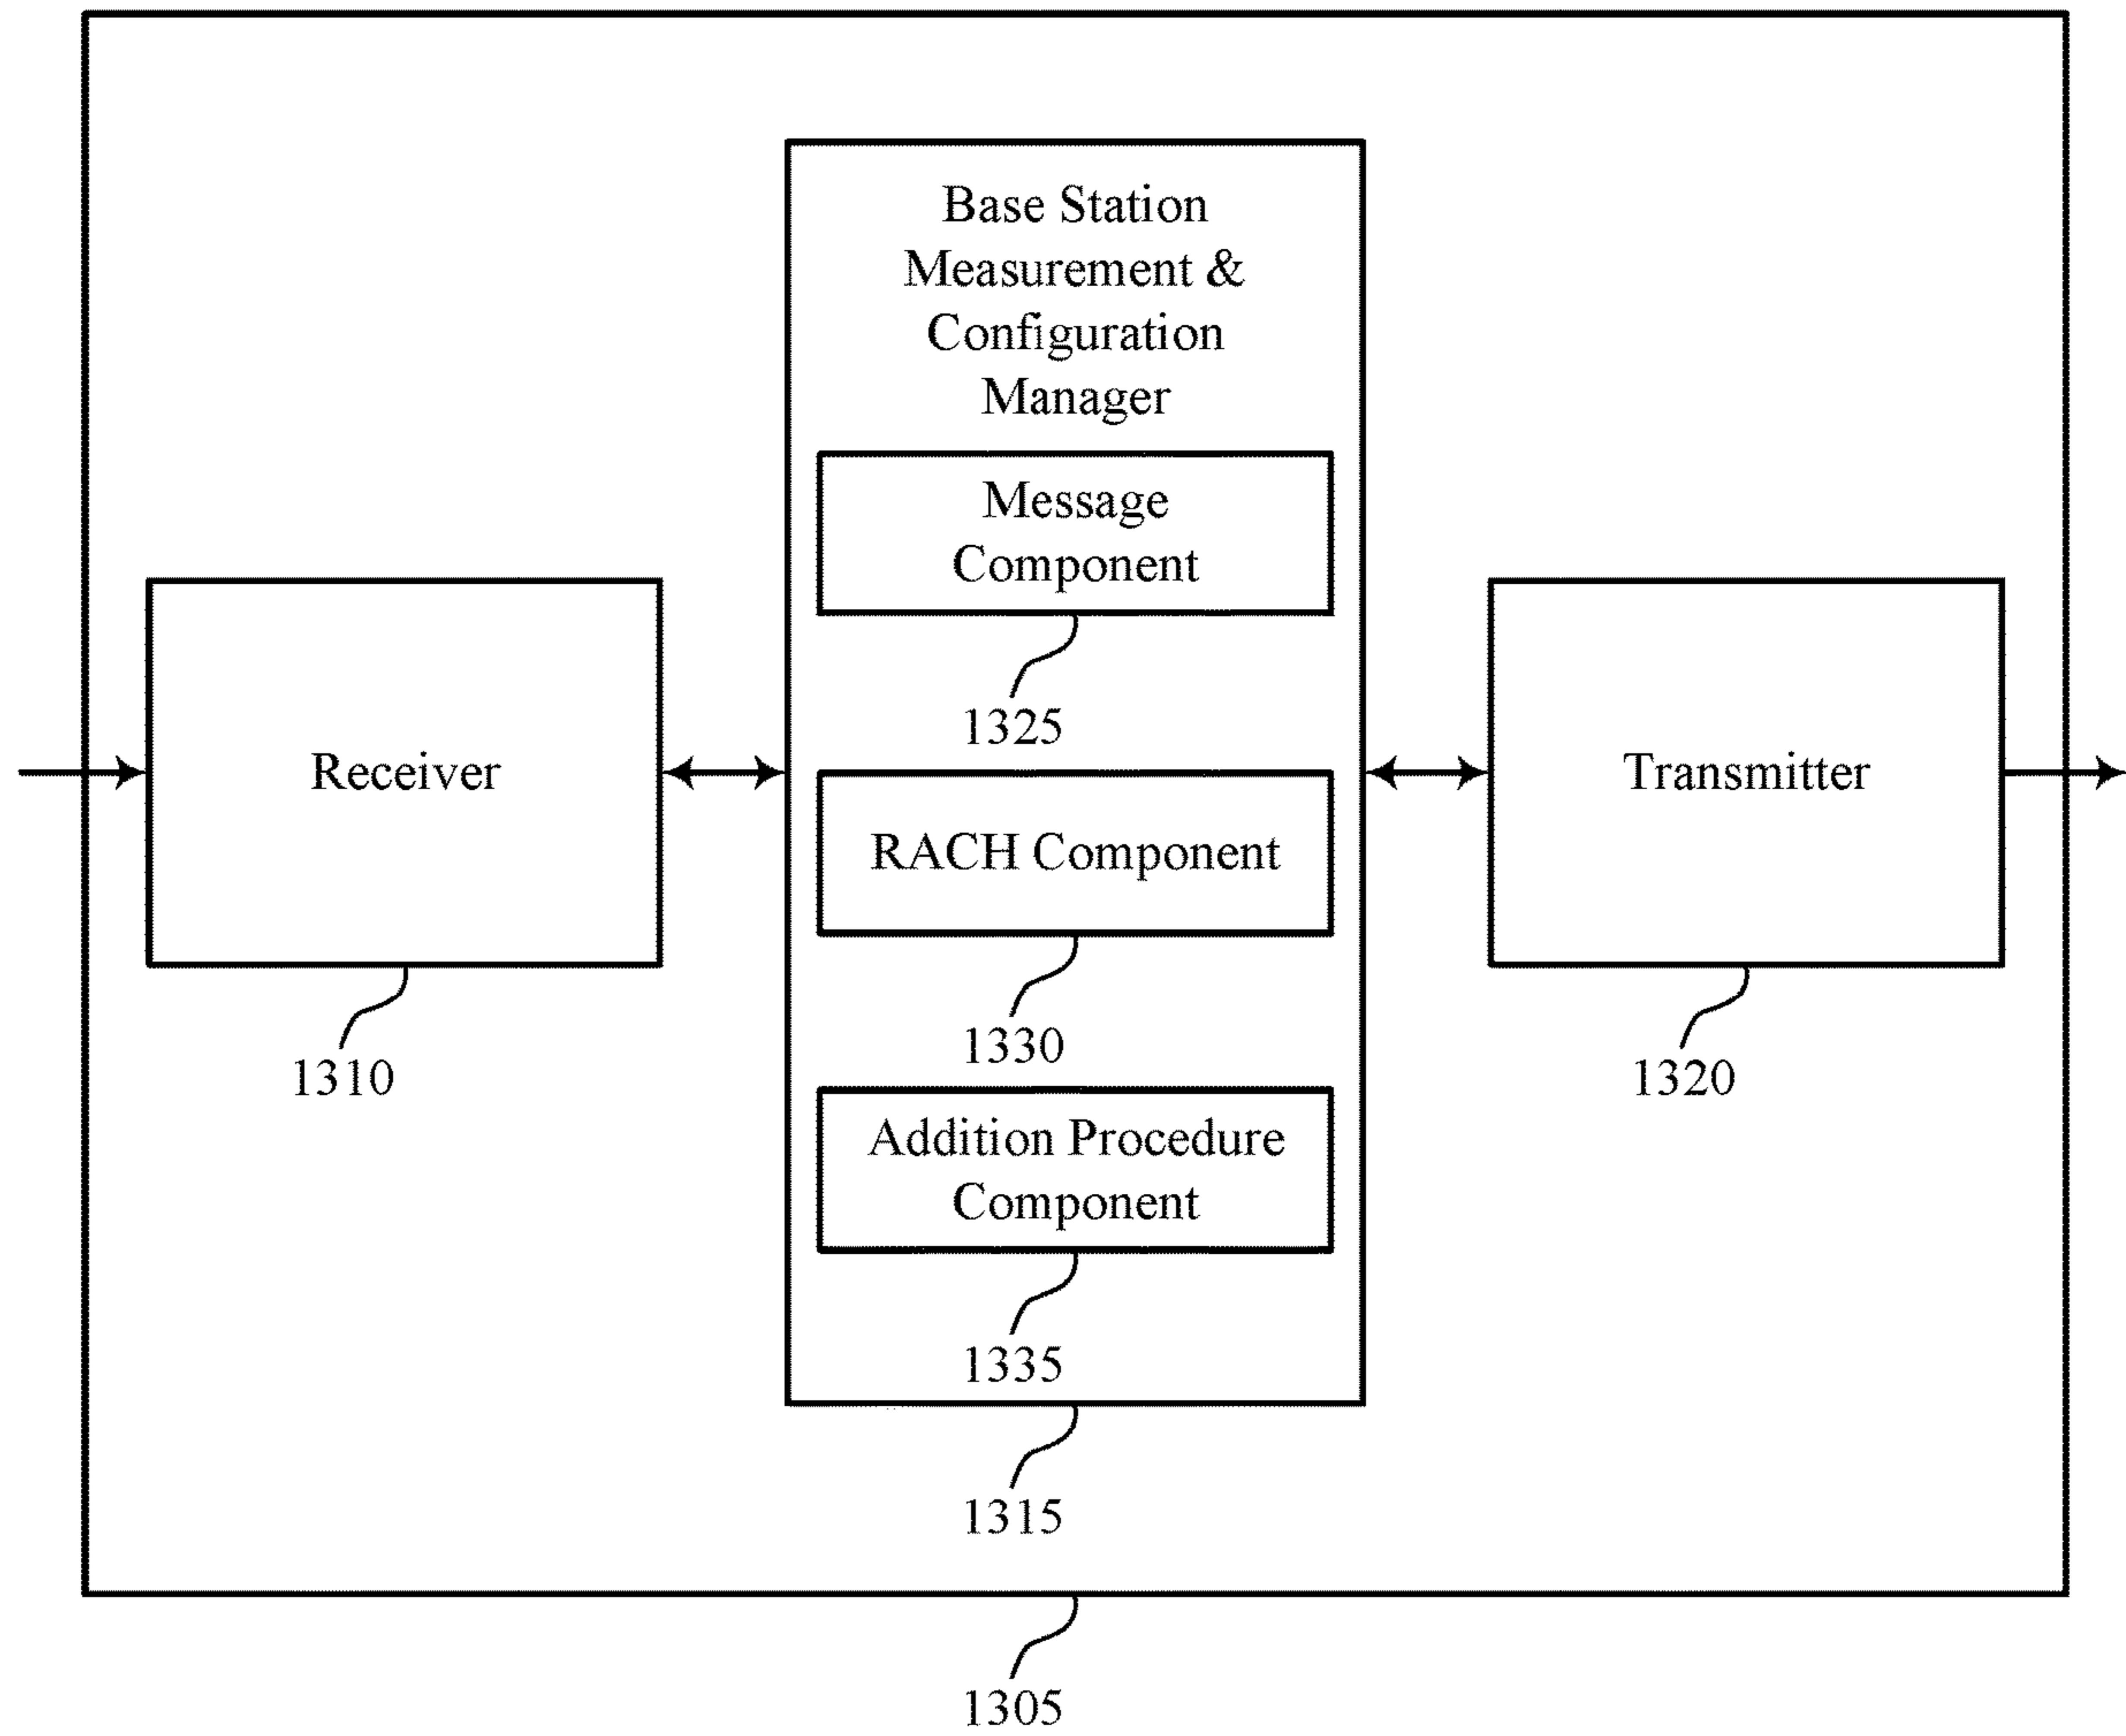 Base Station
Measurement &
Configuration
Manager
Message
Component
1325
Receiver
1310
RACH Component
1330
Transmitter
1320
Addition Procedure
Component
1335
1315
1305